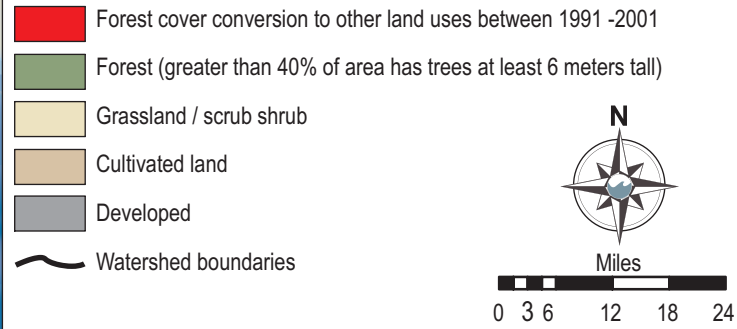 Forest cover conversion to other land uses between 1991 -2001
Forest (greater than 40% of area has trees at least 6 meters tall)
Grassland / scrub shrub
Cultivated land
Developed
Watershed boundaries
N
Miles
0 3 6 12 18 24